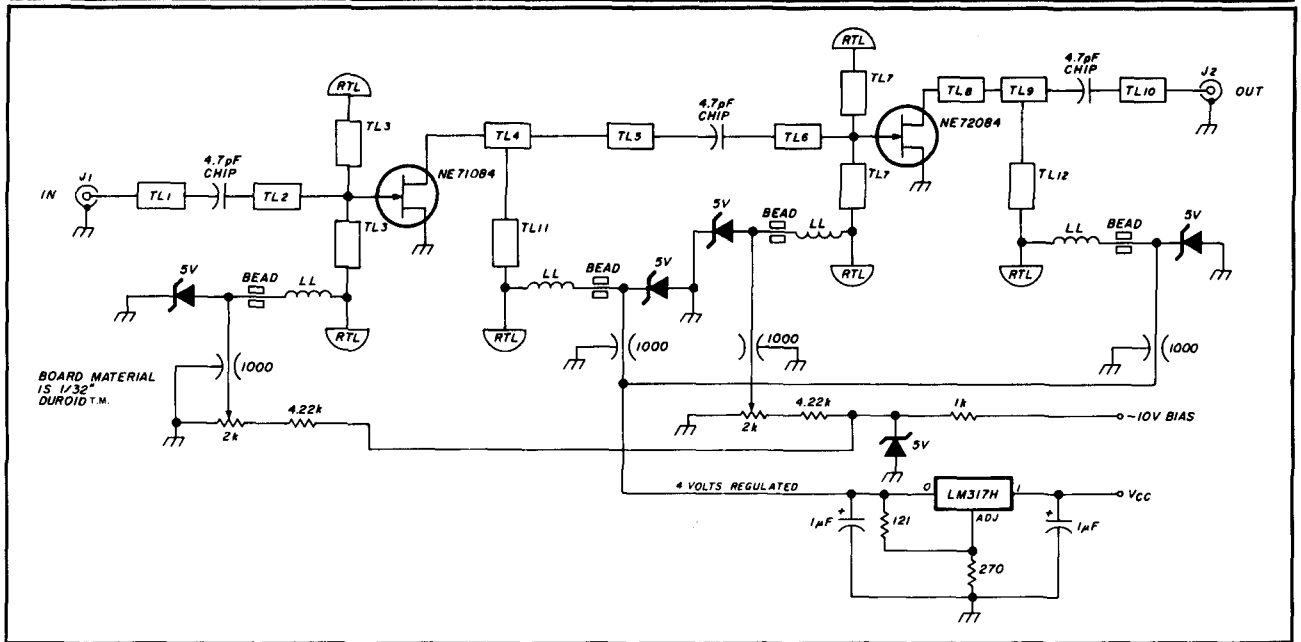 RTL
RTL
TL7
J2
4.7pF
CHIP
TL8
TL9
TL10
OUT
TL3
4.7pF
CHIP
NE72084
4.7pF
CHIP
TL4
TL5
TL6
J1
NE71084
IN
TL1
TL2
TL7
TL12
TL3
TL11
5V
BEAD
LL
5V
BEAD
LL
LL
BEAD
5V
5V
BEAD
LL
RTL
RTL
RTL
RTL
1000
1000
1000
1000
BOARD MATERIAL
IS 1/32"
DUROID T.M.
2k
4.22k
2k
4.22k
1k
~10V BIAS
5V
4 VOLTS REGULATED
O
LM317H
I
VCC
ADJ
+
1µF
121
+
1µF
270